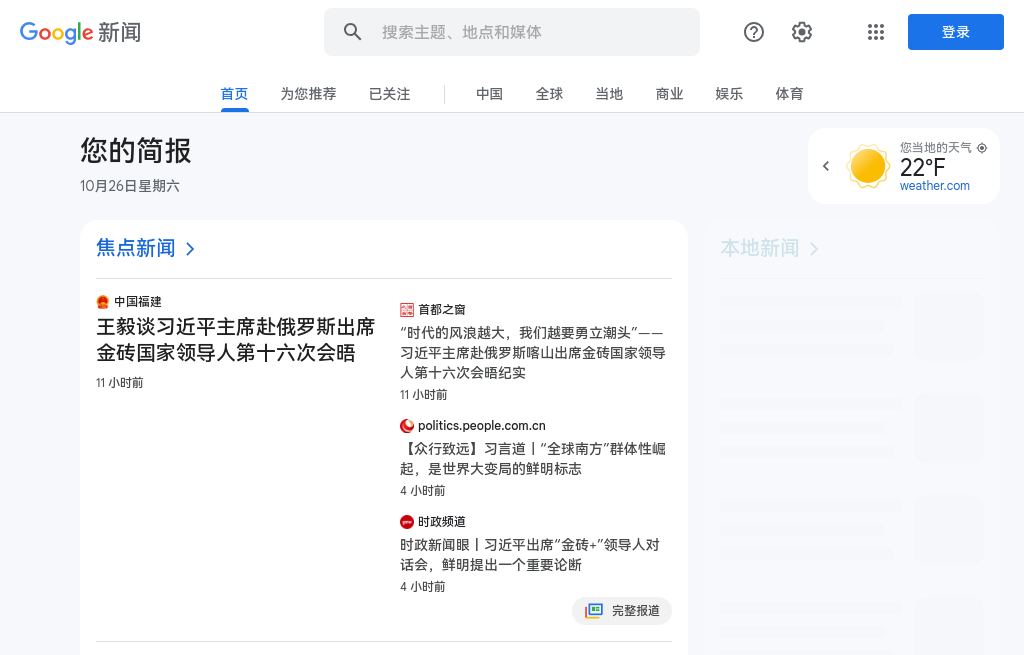 Google 新闻
搜索主题、地点和媒体
登录
首页
为您推荐
已关注
中国
全球
当地
商业
娱乐
体育
您的简报
10月26日星期六
您当地的天气
22°F
weather.com
焦点新闻
中国福建
王毅谈习近平主席赴俄罗斯出席
金砖国家领导人第十六次会晤
11 小时前
首都之窗
“时代的风浪越大，我们越要勇立潮头”——
习近平主席赴俄罗斯喀山出席金砖国家领导
人第十六次会晤纪实
11 小时前
politics.people.com.cn
【众行致远】习言道丨“全球南方”群体性崛
起，是世界大变局的鲜明标志
4 小时前
时政频道
时政新闻眼丨习近平出席“金砖+”领导人对
话会，鲜明提出一个重要论断
4 小时前
完整报道
本地新闻